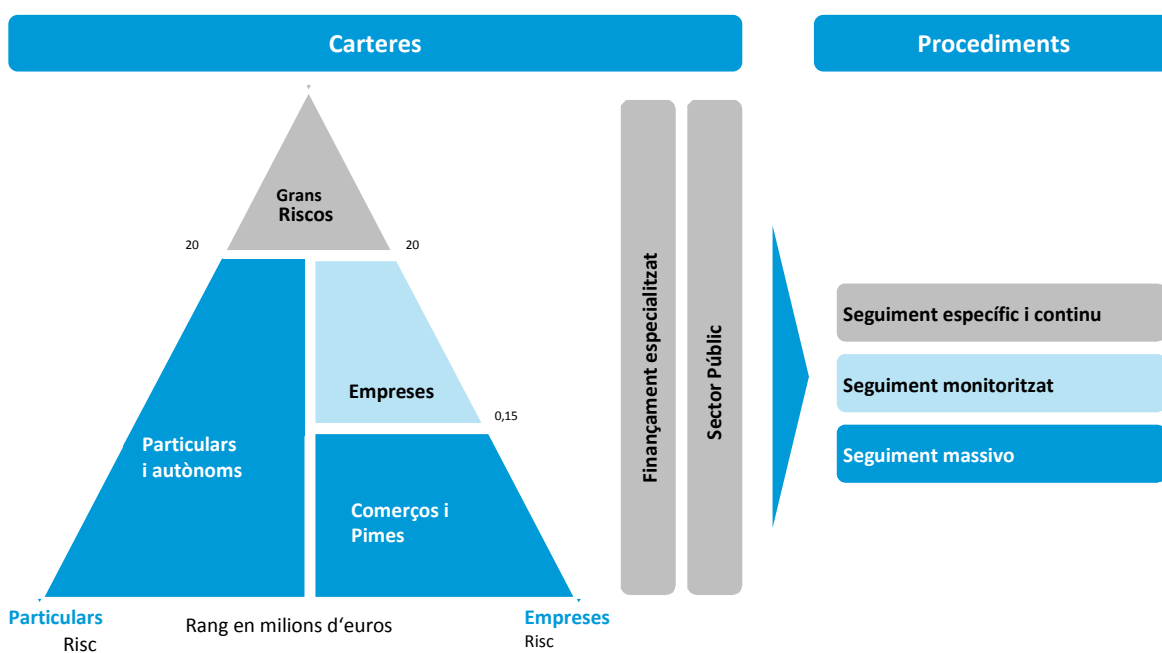 Carteres
Procediments
Grans
Riscos
20
20
Empreses
0,15
Particulars
i autònoms
Comerços i
Pimes
Finançament especialitzat
Sector Públic
Seguiment específic i continu
Seguiment monitoritzat
Seguiment massivo
Particulars
Risc
Rang en milions d‘euros
Empreses
Risc